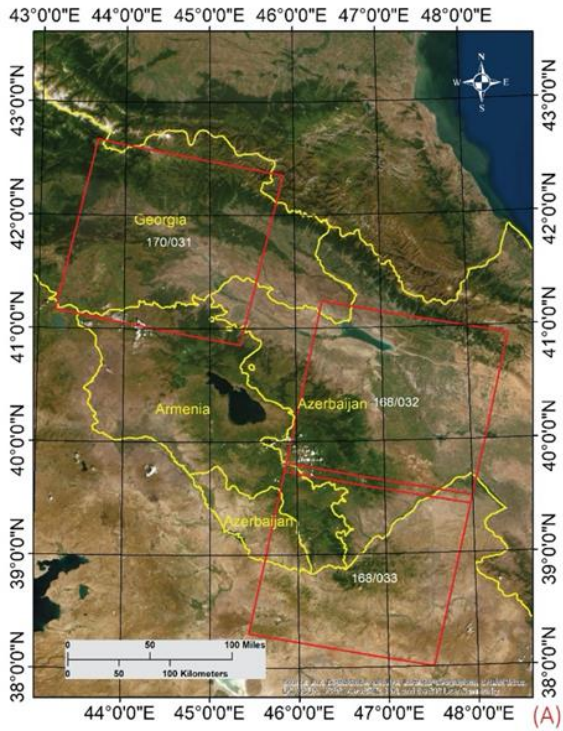 43°0'0"E 44°0'0"E 45°0'0"E 46°0'0"E 47°0'0"E 48°0'0"E
N
W E
S
43°0'0"N 43°0'0"N
42°0'0"N 42°0'0"N
Georgia
170/031
41°0'0"N 41°0'0"N
Armenia
Azerbaijan 168/032
40°0'0"N 40°0'0"N
Azerbaijan
39°0'0"N 39°0'0"N
168/033
0 50 100 Miles
0 50 100 Kilometers
38°0'0"N 38°0'0"N
44°0'0"E 45°0'0"E 46°0'0"E 47°0'0"E 48°0'0"E
(A)